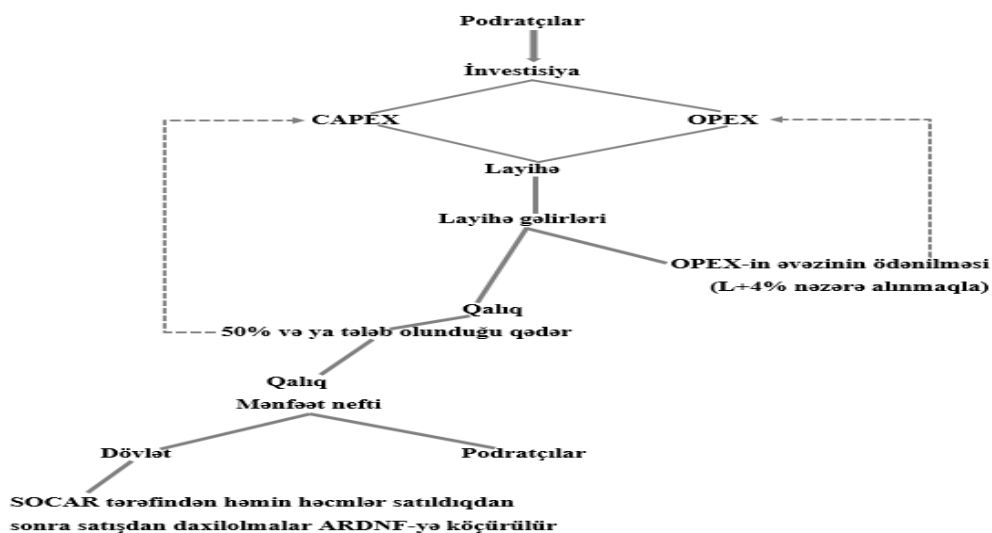 Podratçılar
İnvestisiya
CAPEX
OPEX
Layihə
Layihə gəlirləri
OPEX-in əvəzinin ödənilməsi
(L+4% nəzərə alınmaqla)
Qalıq
50% və ya tələb olunduğu qədər
Qalıq
Mənfəət nefti
Dövlət
Podratçılar
SOCAR tərəfindən həmin həcmlər satıldıqdan
sonra satışdan daxilolmalar ARDNF-yə köçürülür